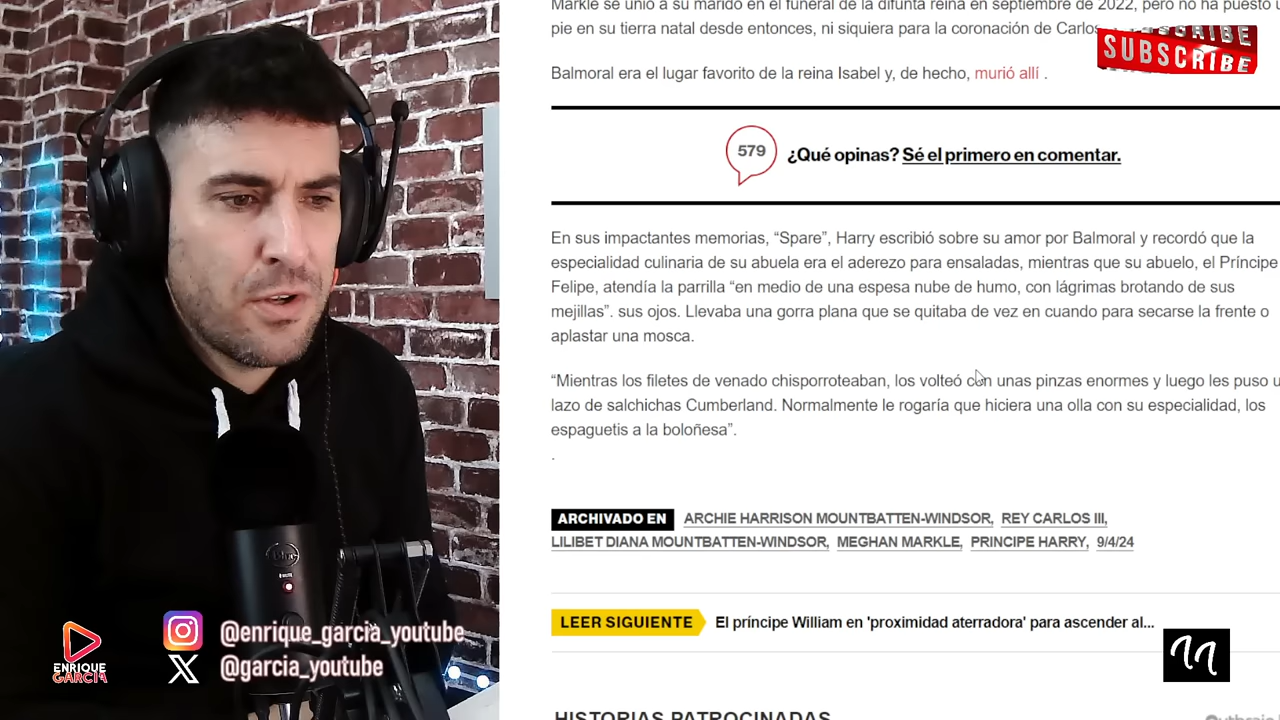 Markle se unió a su marido en el funeral de la difunta reina en septiembre de 2022, pero no ha puesto
pie en su tierra natal desde entonces, ni siquiera para la coronación de Carlos
SUBSCRIBE
Balmoral era el lugar favorito de la reina Isabel y, de hecho, murió allí .
579
¿Qué opinas? Sé el primero en comentar.
En sus impactantes memorias, “Spare”, Harry escribió sobre su amor por Balmoral y recordó que la
especialidad culinaria de su abuela era el aderezo para ensaladas, mientras que su abuelo, el Príncipe
Felipe, atendía la parrilla “en medio de una espesa nube de humo, con lágrimas brotando de sus
mejillas”. sus ojos. Llevaba una gorra plana que se quitaba de vez en cuando para secarse la frente o
aplastar una mosca.
“Mientras los filetes de venado chisporroteaban, los volteó con unas pinzas enormes y luego les puso
lazo de salchichas Cumberland. Normalmente le rogaría que hiciera una olla con su especialidad, los
espaguetis a la boloñesa”.
.
ARCHIVADO EN ARCHIE HARRISON MOUNTBATTEN-WINDSOR, REY CARLOS III,
LILIBET DIANA MOUNTBATTEN-WINDSOR, MEGHAN MARKLE, PRINCIPE HARRY, 9/4/24
LEER SIGUIENTE El príncipe William en 'proximidad aterradora' para ascender al...
HISTORIAS PATROCINADAS
ENRIQUE
GARCIA
@enrique_garcia_youtube
@garcia_youtube